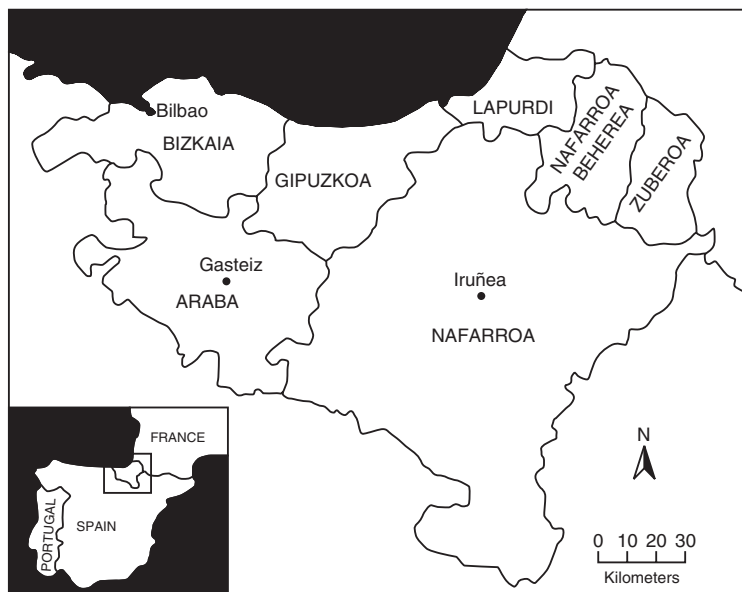 Bilbao
BIZKAIA
LAPURDI
NAFARROA
BEHEREA
ZUBEROA
GIPUZKOA
Gasteiz
ARABA
Iruñea
NAFARROA
FRANCE
PORTUGAL
SPAIN
N
0 10 20 30
Kilometers